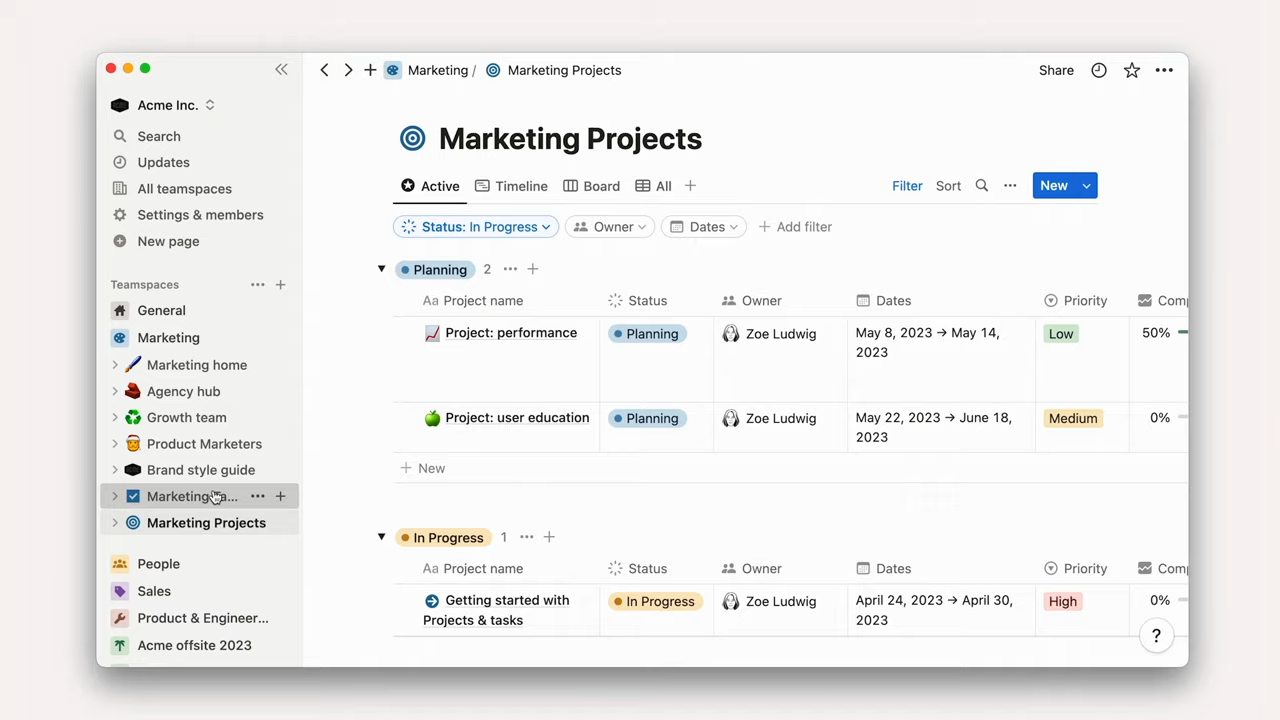 Acme Inc.
Search
Updates
All teamspaces
Settings & members
New page
Teamspaces
General
Marketing
Marketing home
Agency hub
Growth team
Product Marketers
Brand style guide
Marketing
Marketing Projects
People
Sales
Product & Engineer...
Acme offsite 2023
Marketing / Marketing Projects
Share
Marketing Projects
Active Timeline Board All
Filter Sort New
Status: In Progress Owner Dates Add filter
Planning 2
Aa Project name Status Owner Dates Priority Comp
Project: performance Planning Zoe Ludwig May 8, 2023 → May 14, Low 50%
2023
Project: user education Planning Zoe Ludwig May 22, 2023 → June 18, Medium 0%
2023
New
In Progress 1
Aa Project name Status Owner Dates Priority Comp
Getting started with In Progress Zoe Ludwig April 24, 2023 → April 30, High 0%
Projects & tasks 2023
?